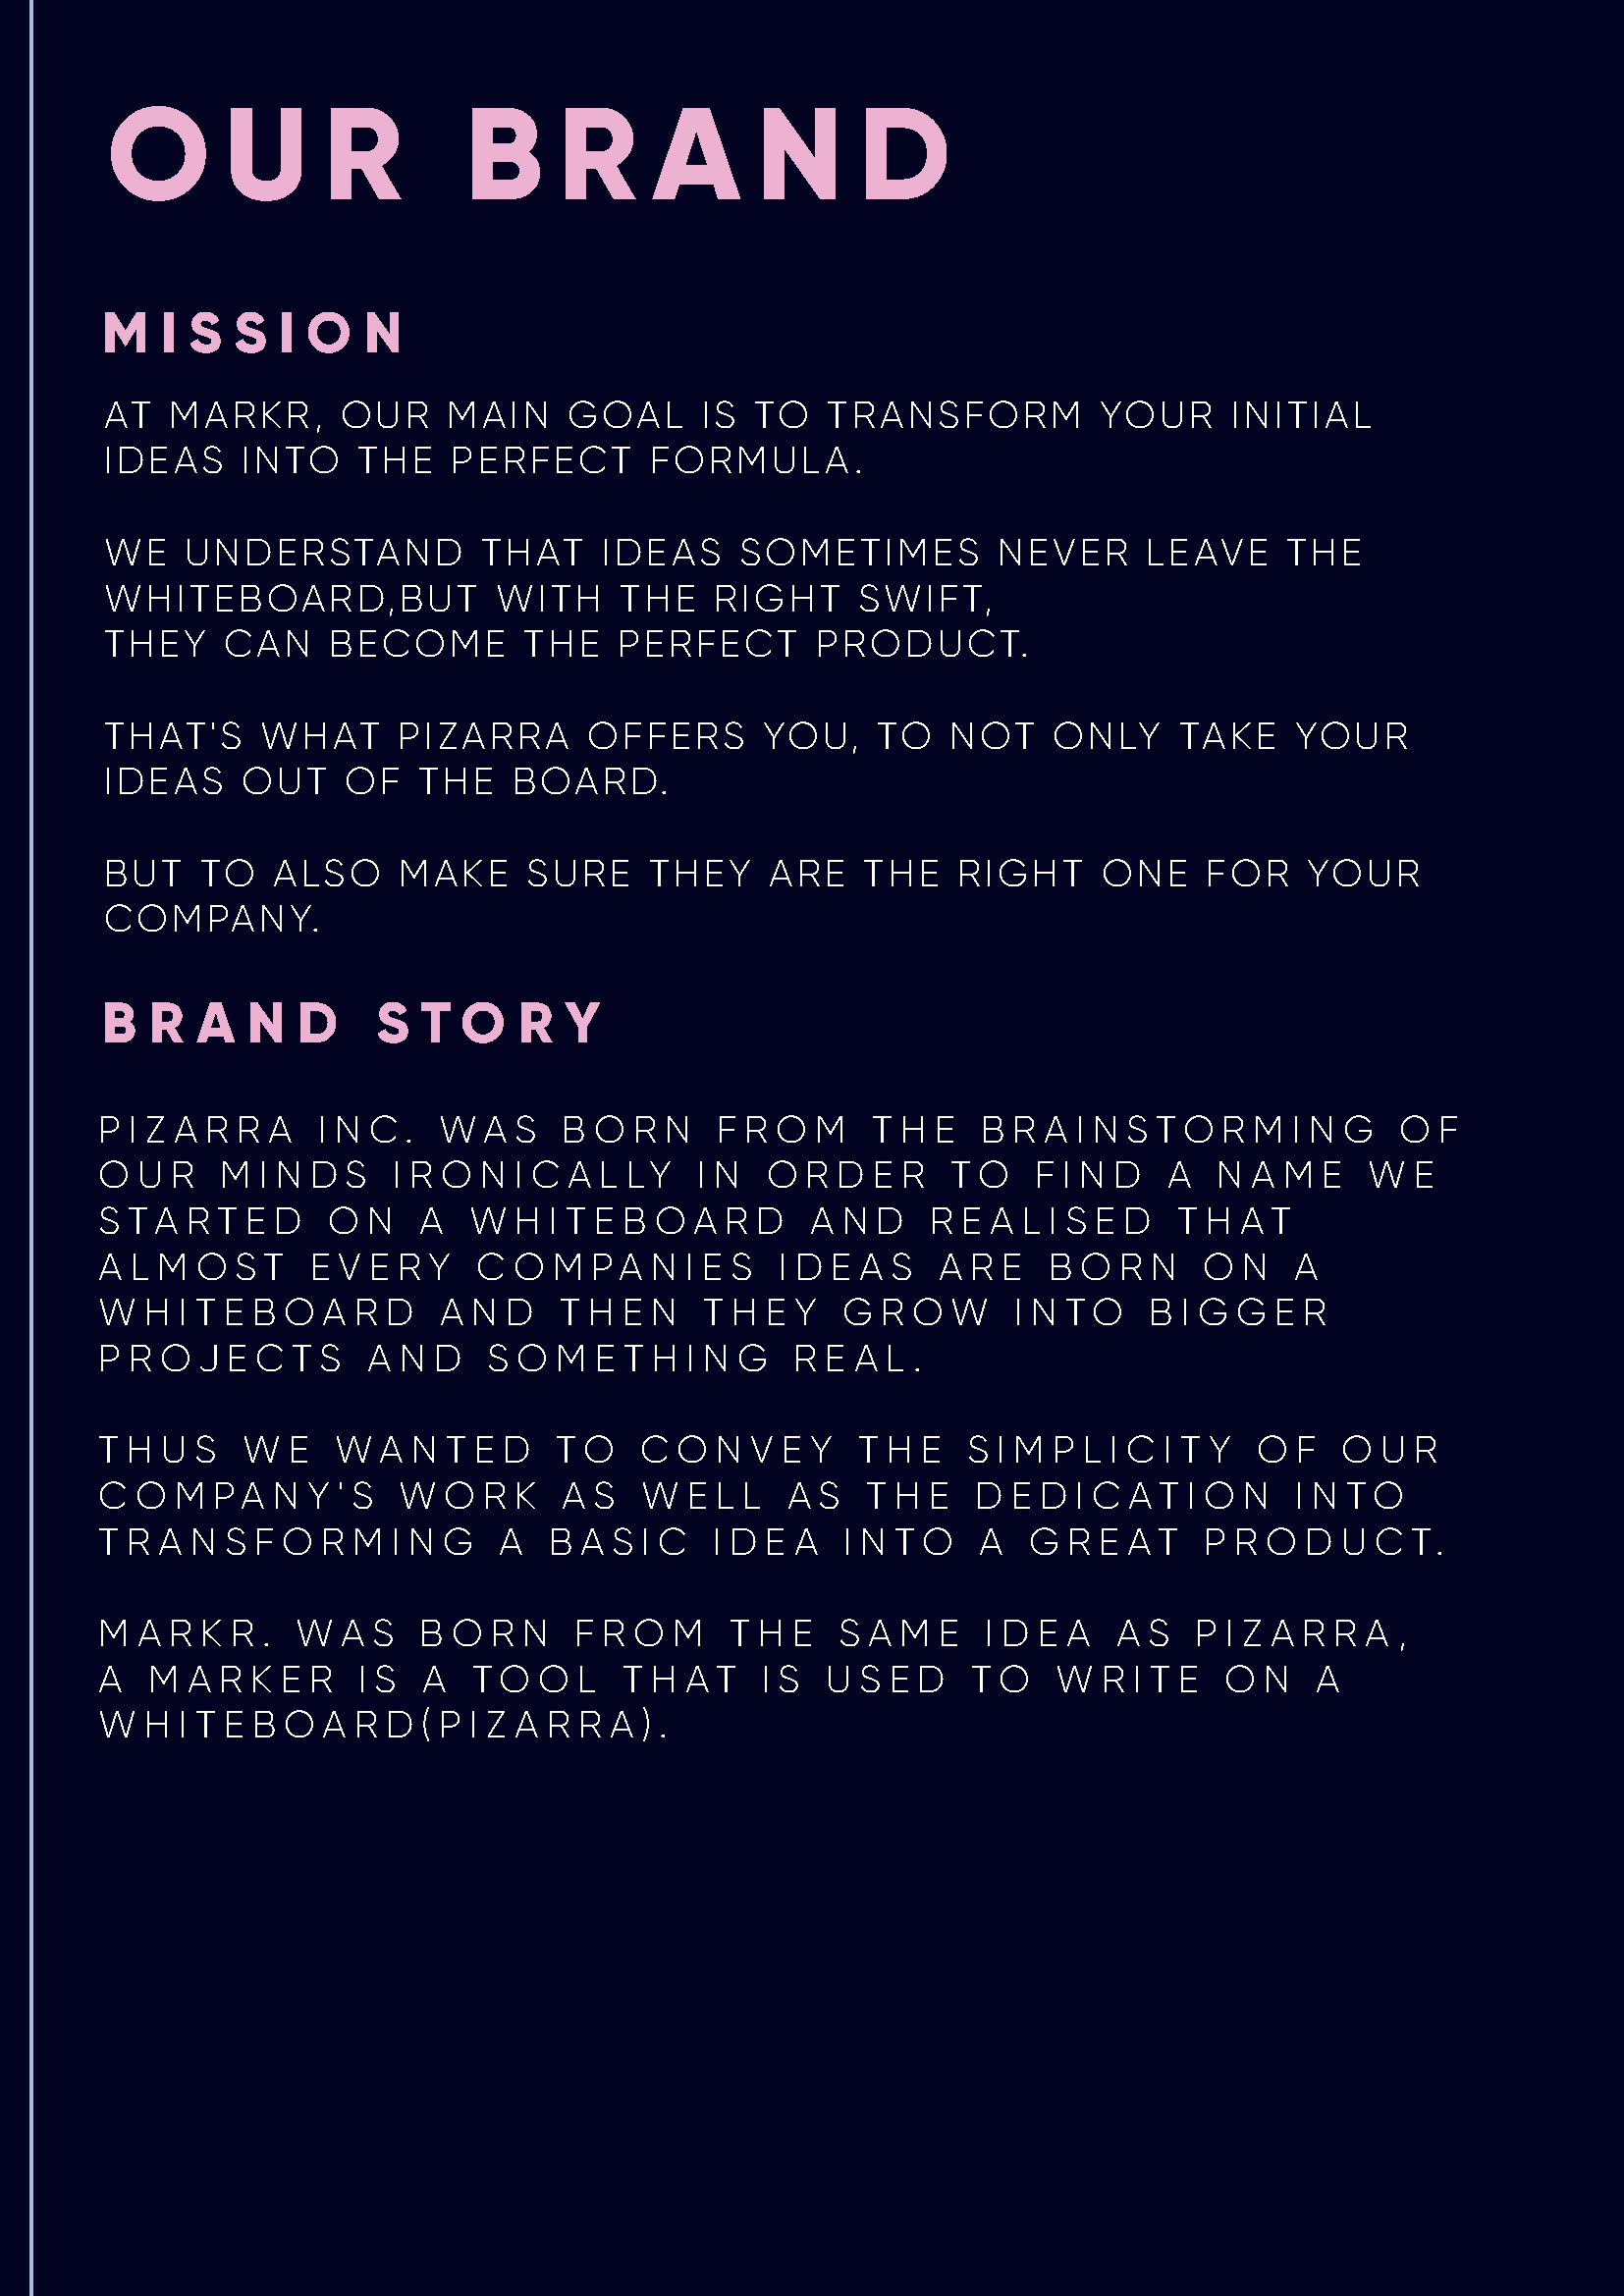 OUR BRAND
MISSION
AT MARKR, OUR MAIN GOAL IS TO TRANSFORM YOUR INITIAL
IDEAS INTO THE PERFECT FORMULA.
WE UNDERSTAND THAT IDEAS SOMETIMES NEVER LEAVE THE
WHITEBOARD,BUT WITH THE RIGHT SWIFT,
THEY CAN BECOME THE PERFECT PRODUCT.
THAT'S WHAT PIZARRA OFFERS YOU, TO NOT ONLY TAKE YOUR
IDEAS OUT OF THE BOARD.
BUT TO ALSO MAKE SURE THEY ARE THE RIGHT ONE FOR YOUR
COMPANY.
BRAND STORY
PIZARRA INC. WAS BORN FROM THE BRAINSTORMING OF
OUR MINDS IRONICALLY IN ORDER TO FIND A NAME WE
STARTED ON A WHITEBOARD AND REALISED THAT
ALMOST EVERY COMPANIES IDEAS ARE BORN ON A
WHITEBOARD AND THEN THEY GROW INTO BIGGER
PROJECTS AND SOMETHING REAL.
THUS WE WANTED TO CONVEY THE SIMPLICITY OF OUR
COMPANY'S WORK AS WELL AS THE DEDICATION INTO
TRANSFORMING A BASIC IDEA INTO A GREAT PRODUCT.
MARKR. WAS BORN FROM THE SAME IDEA AS PIZARRA,
A MARKER IS A TOOL THAT IS USED TO WRITE ON A
WHITEBOARD(PIZARRA).